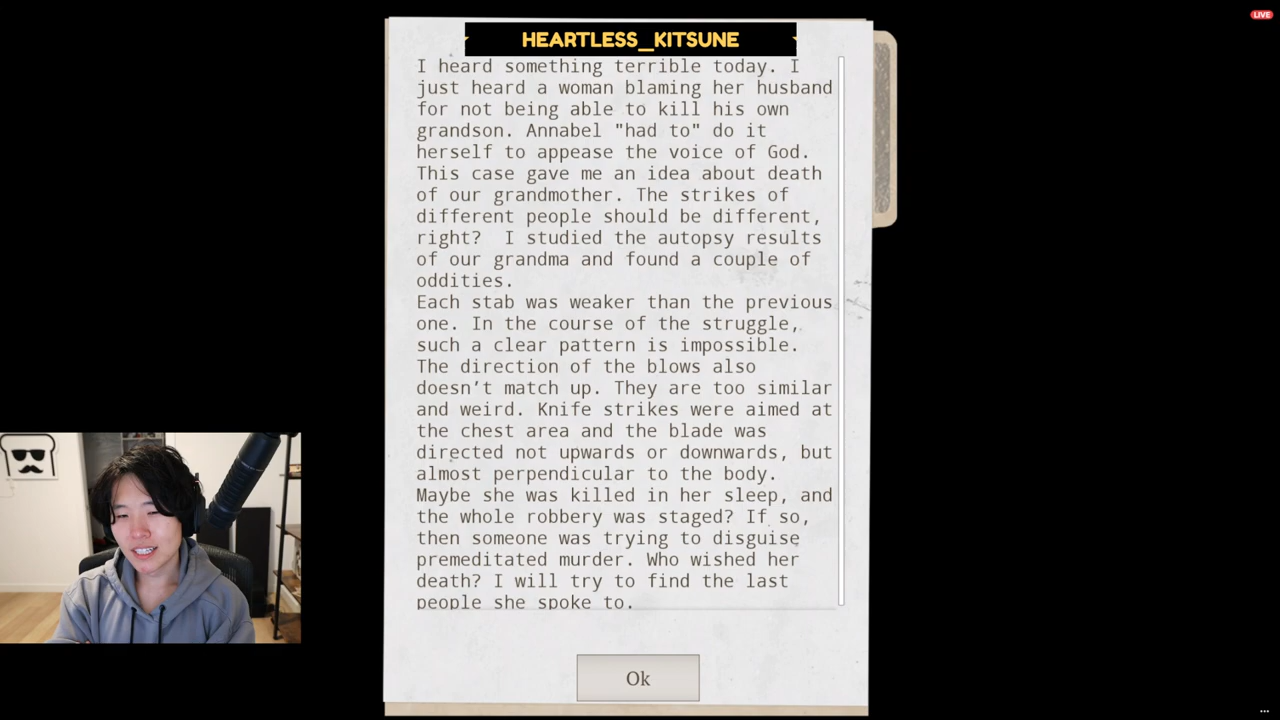 LIVE
HEARTLESS_KITSUNE
I heard something terrible today. I
just heard a woman blaming her husband
for not being able to kill his own
grandson. Annabel "had to" do it
herself to appease the voice of God.
This case gave me an idea about death
of our grandmother. The strikes of
different people should be different,
right?  I studied the autopsy results
of our grandma and found a couple of
oddities.
Each stab was weaker than the previous
one. In the course of the struggle,
such a clear pattern is impossible.
The direction of the blows also
doesn’t match up. They are too similar
and weird. Knife strikes were aimed at
the chest area and the blade was
directed not upwards or downwards, but
almost perpendicular to the body.
Maybe she was killed in her sleep, and
the whole robbery was staged? If so,
then someone was trying to disguise
premeditated murder. Who wished her
death? I will try to find the last
people she spoke to.
Ok